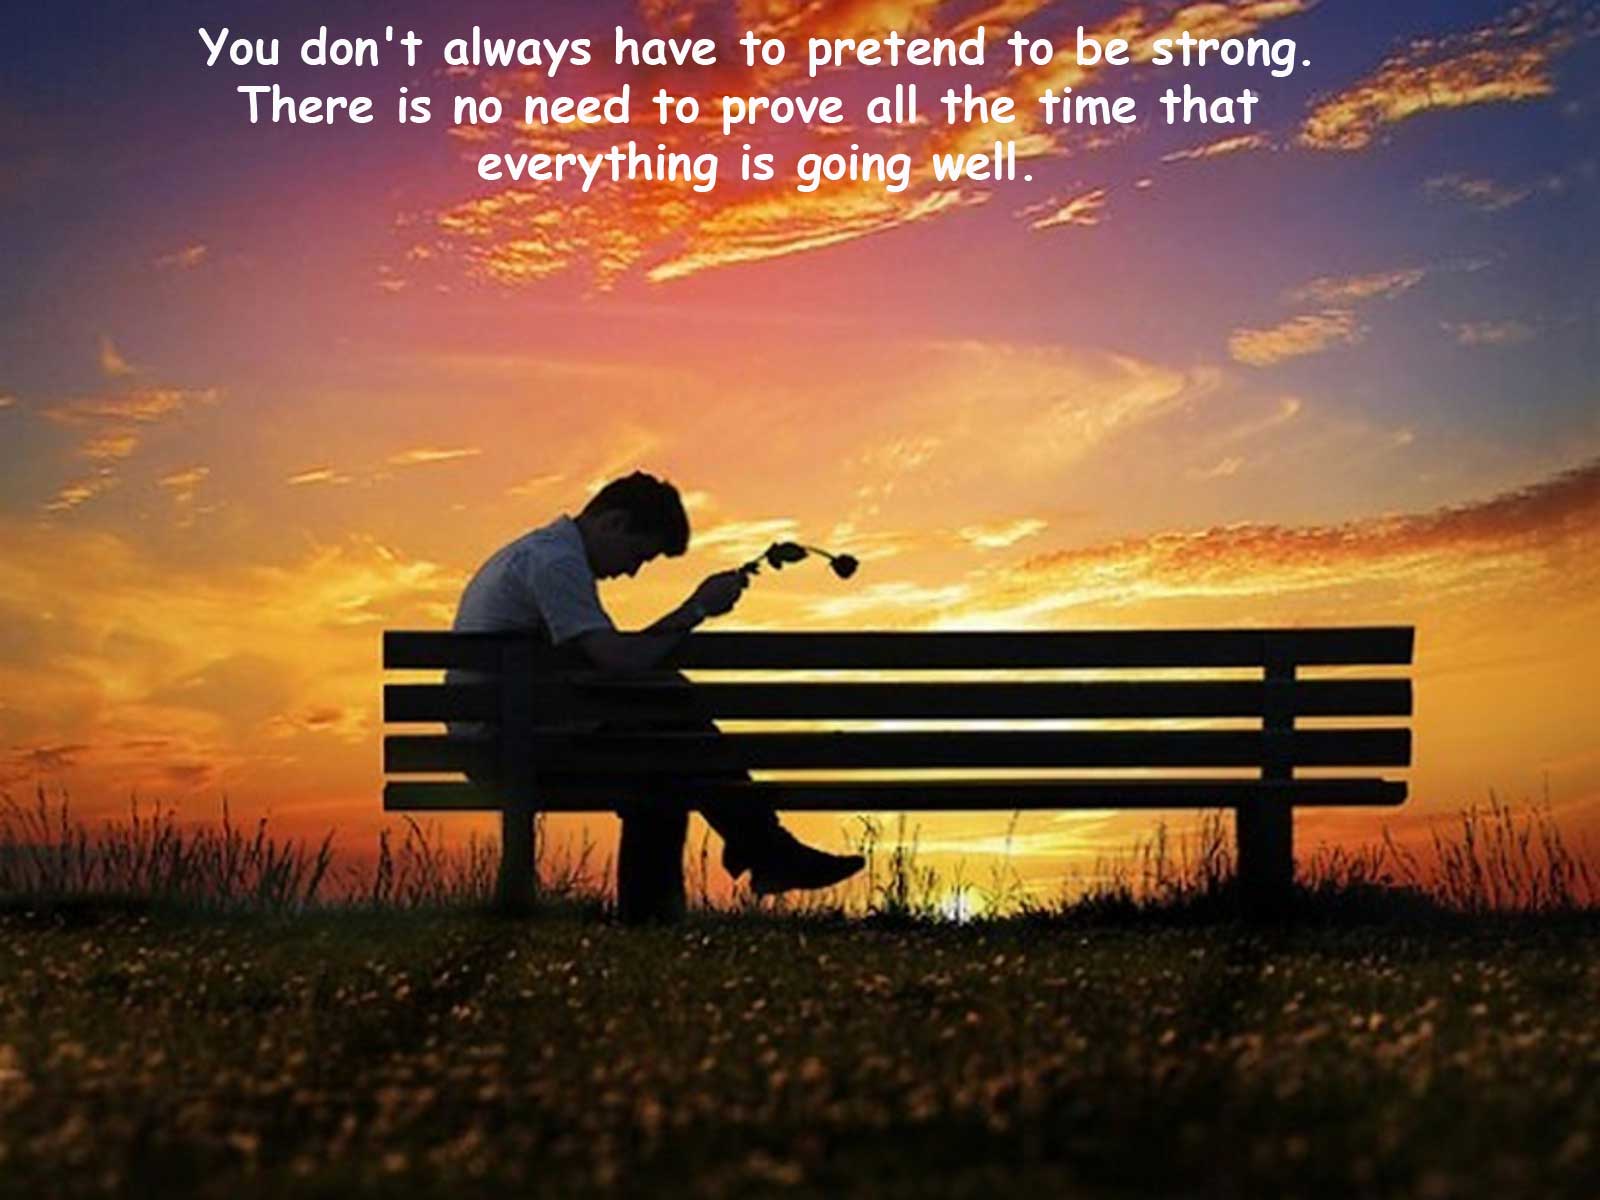 You don't always have to pretend to be strong.
There is no need to prove all the time that
everything is going well.